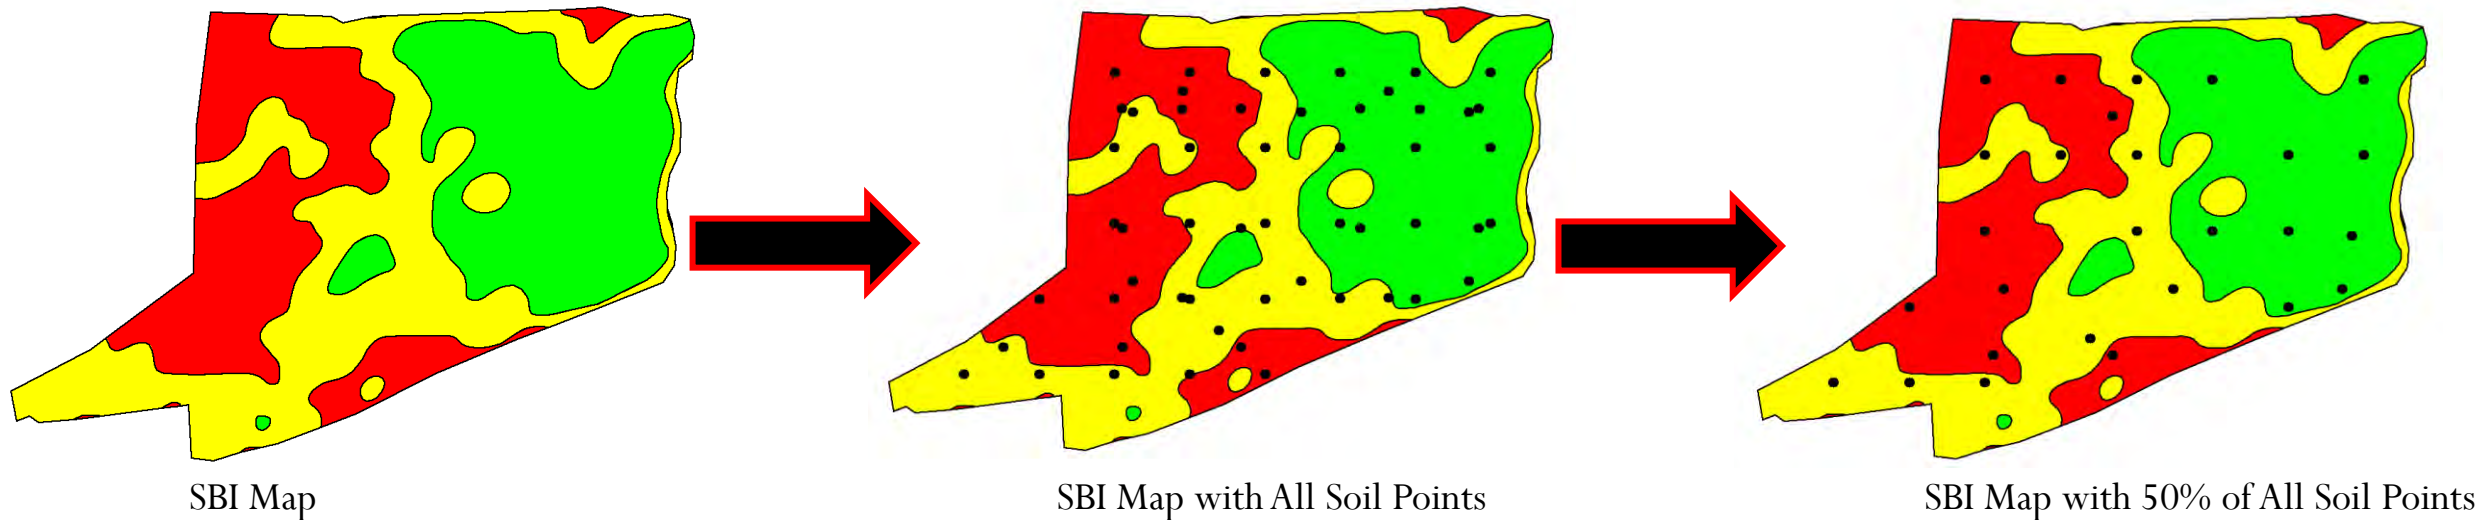 SBI Map
SBI Map with All Soil Points
SBI Map with 50% of All Soil Points